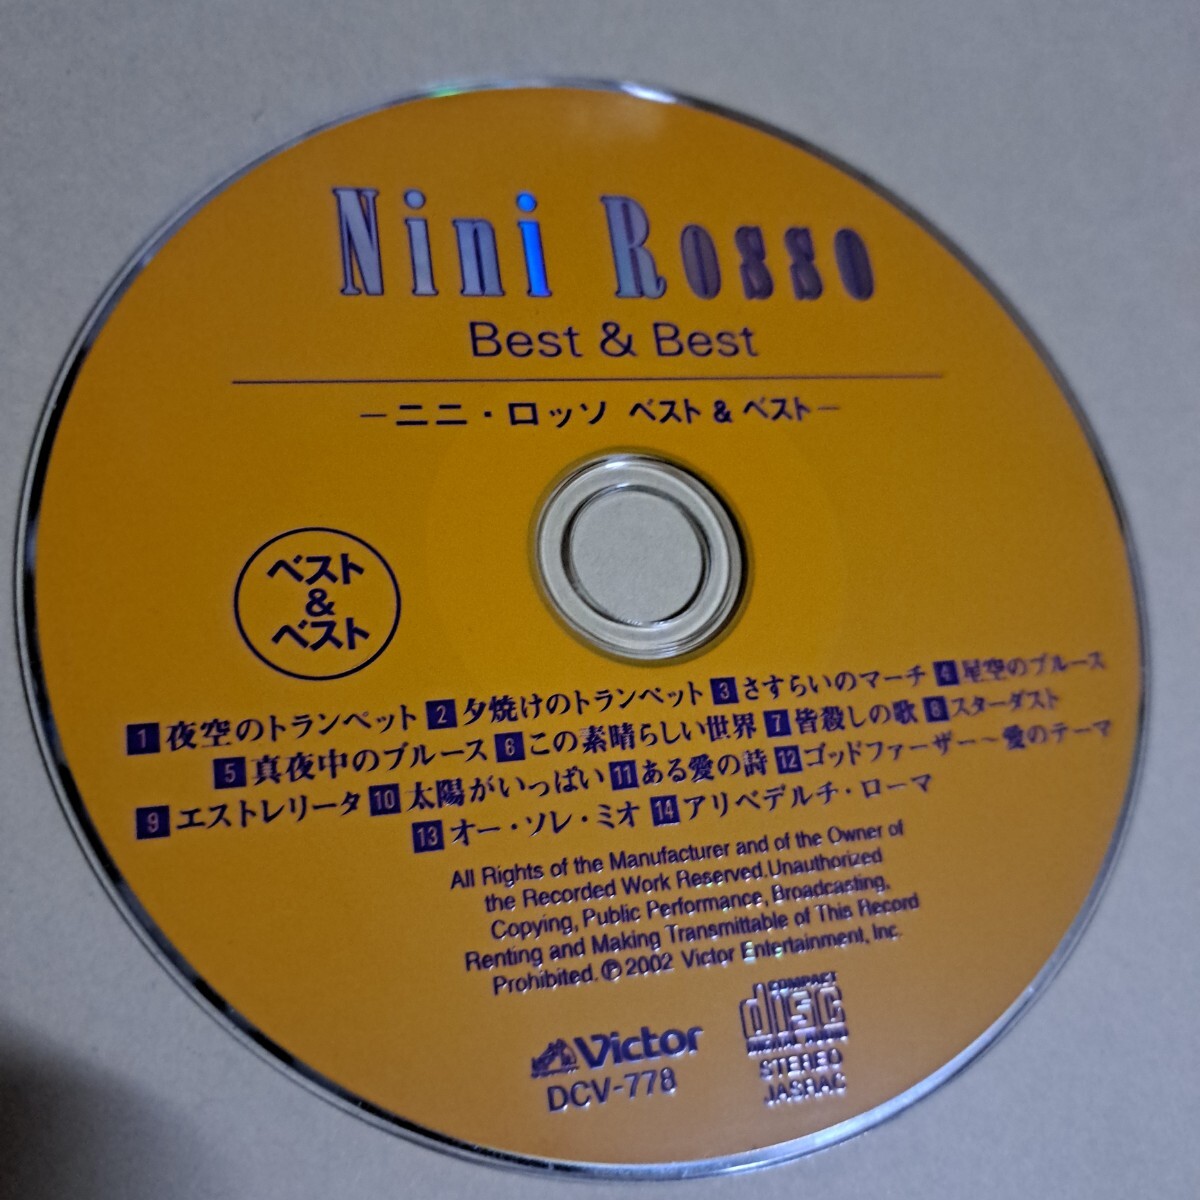 Nini Rosso
Best & Best
－ニニ・ロッソ ベスト & ベスト－
ベスト
&
ベスト
1 夜空のトランペット 2 夕焼けのトランペット 3 さすらいのマーチ 4 星空のブルース
5 真夜中のブルース 6 この素晴らしい世界 7 皆殺しの歌 8 スターダスト
9 エストレリータ 10 太陽がいっぱい 11 ある愛の詩 12 ゴッドファーザー～愛のテーマ
13 オー・ソレ・ミオ 14 アリベデルチ・ローマ
All Rights of the Manufacturer and of the Owner of
the Recorded Work Reserved.Unauthorized
Copying, Public Performance, Broadcasting,
Renting and Making Transmittable of This Record
Prohibited. ℗2002 Victor Entertainment, Inc.
Victor
DCV-778
COMPACT
disc
DIGITAL AUDIO
STEREO
JASRAC